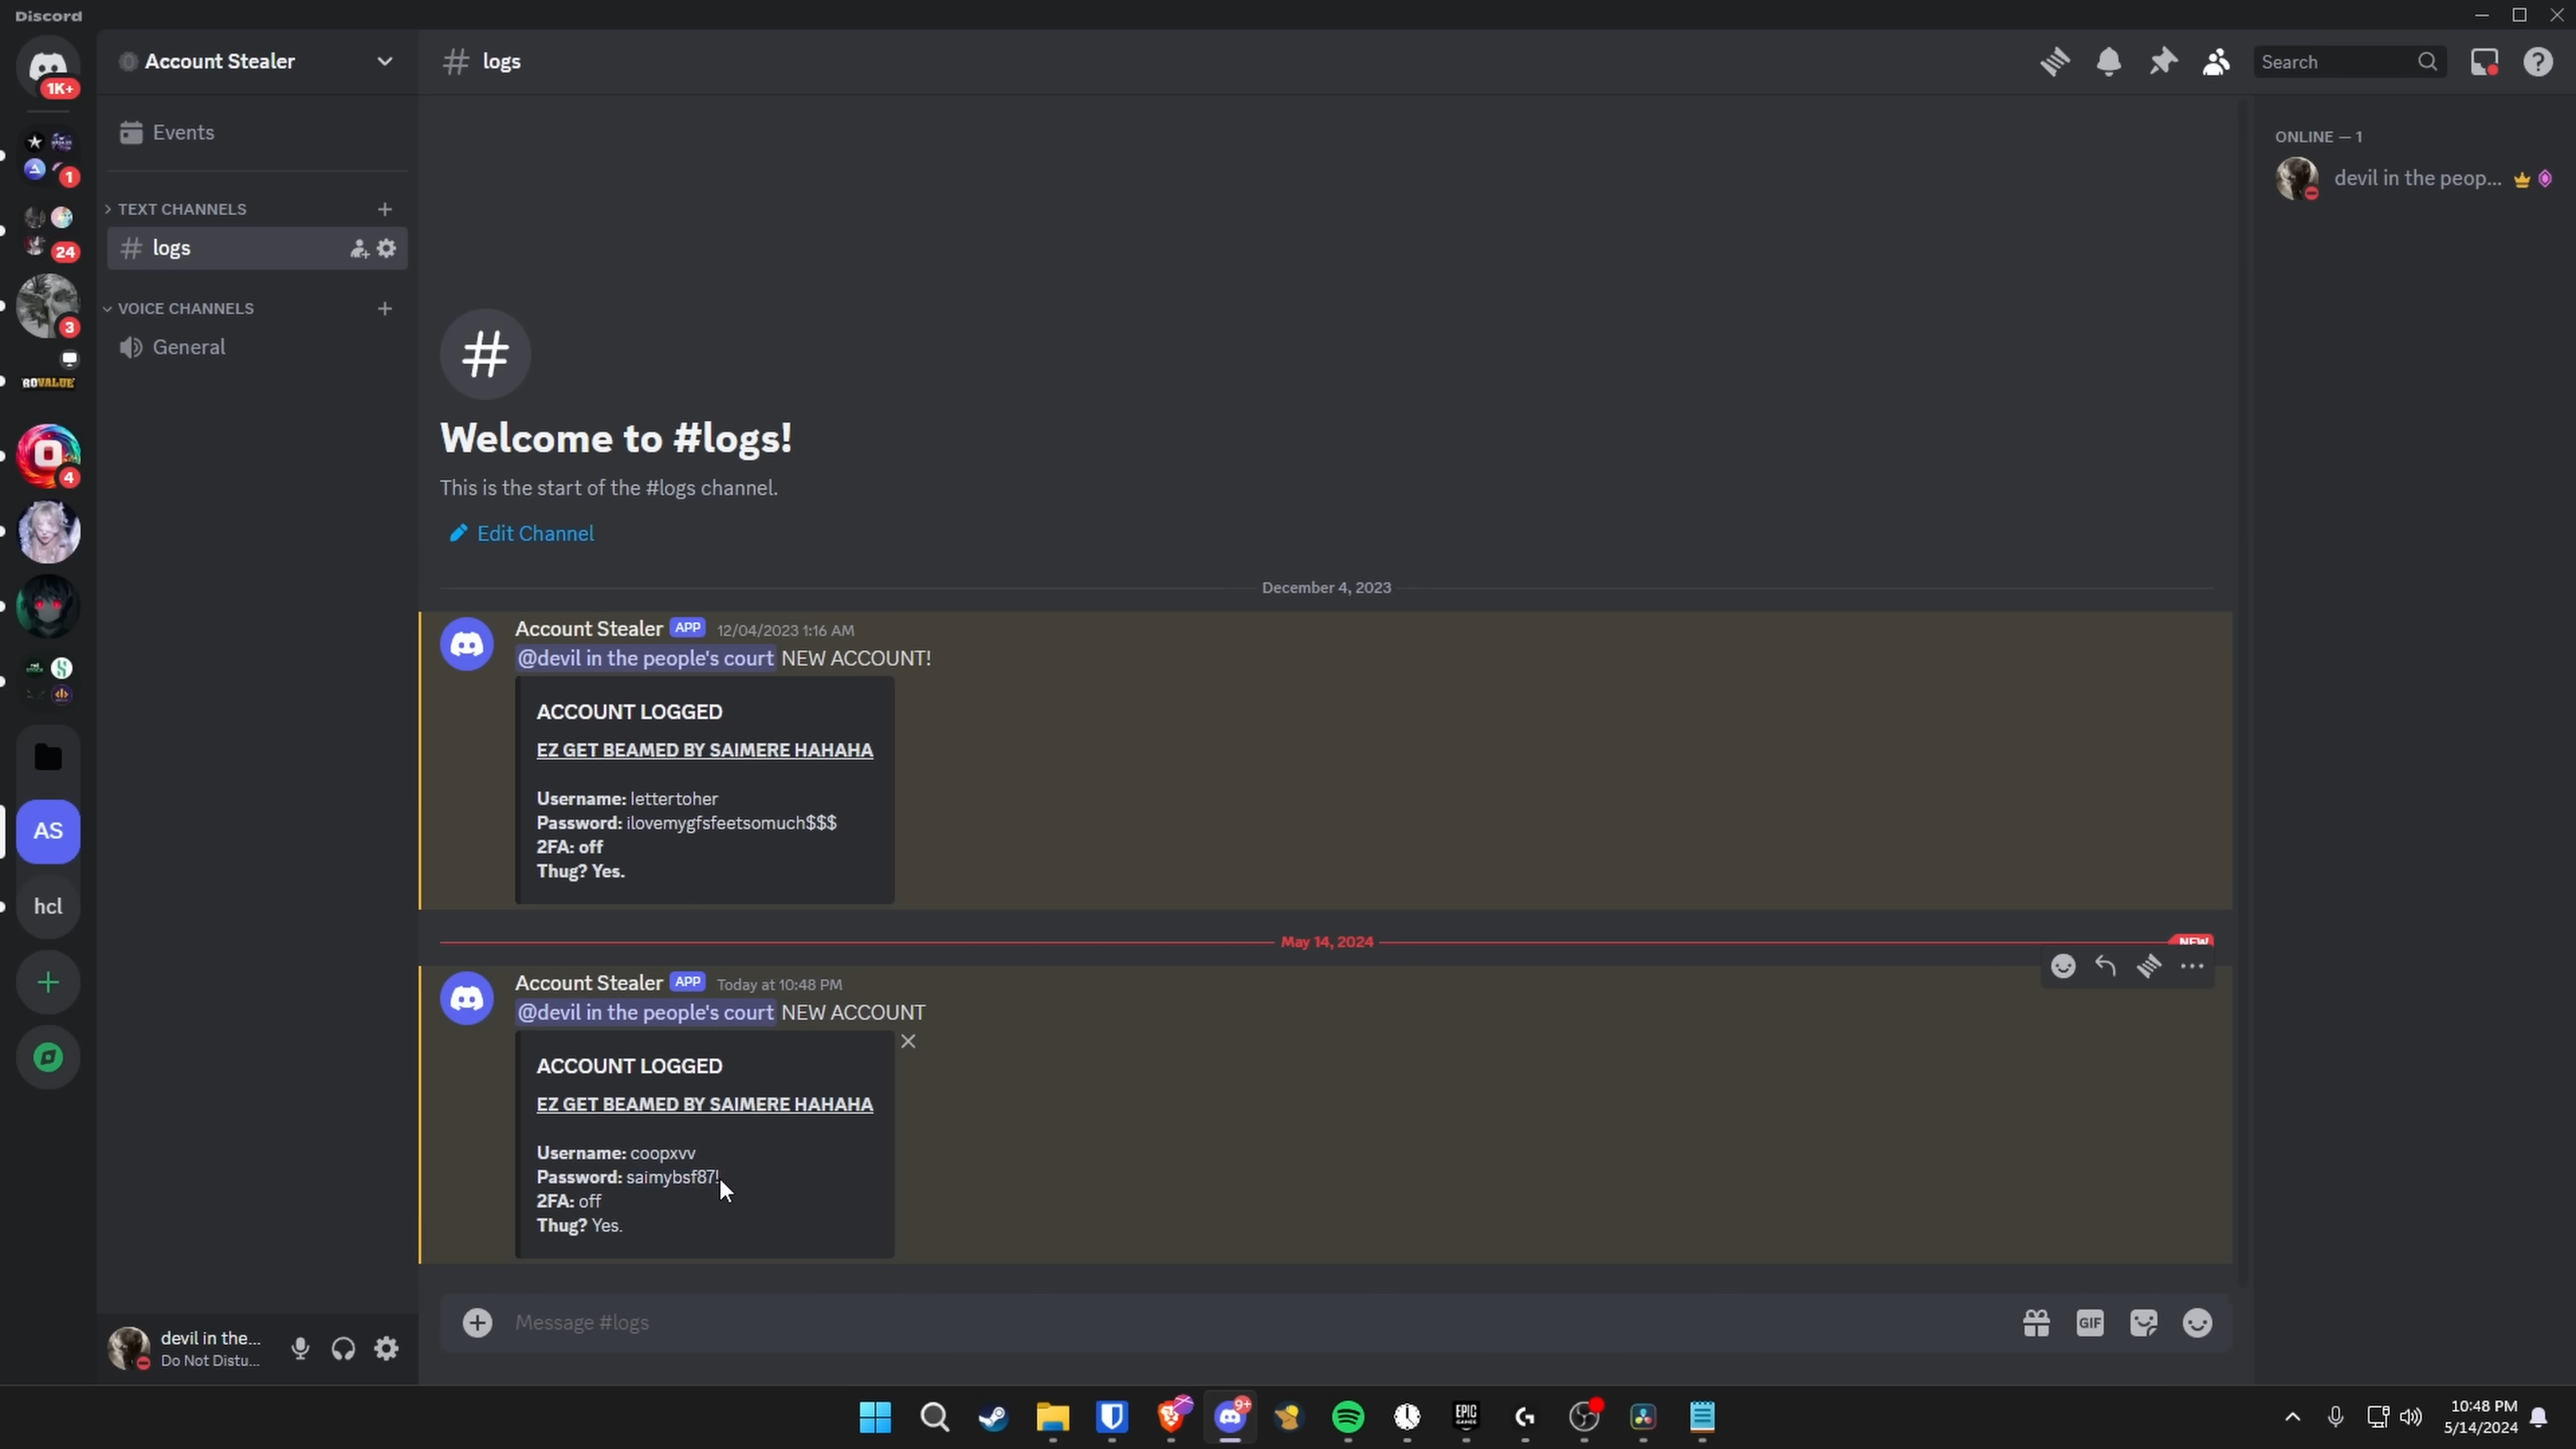 Discord
1K+
1
24
3
ROVALUE
4
AS
hcl
Account Stealer
Events
TEXT CHANNELS
logs
VOICE CHANNELS
General
devil in the...
Do Not Distu...
# logs
Search
Welcome to #logs!
This is the start of the #logs channel.
Edit Channel
December 4, 2023
Account Stealer APP 12/04/2023 1:16 AM
@devil in the people's court NEW ACCOUNT!
ACCOUNT LOGGED
EZ GET BEAMED BY SAIMERE HAHAHA
Username: lettertoher
Password: ilovemygfsfeetsomuch$$$
2FA: off
Thug? Yes.
May 14, 2024
NEW
Account Stealer APP Today at 10:48 PM
@devil in the people's court NEW ACCOUNT
ACCOUNT LOGGED
EZ GET BEAMED BY SAIMERE HAHAHA
Username: coopxvv
Password: saimybsf87!
2FA: off
Thug? Yes.
Message #logs
GIF
ONLINE — 1
devil in the peop...
9+
EPIC
GAMES
10:48 PM
5/14/2024